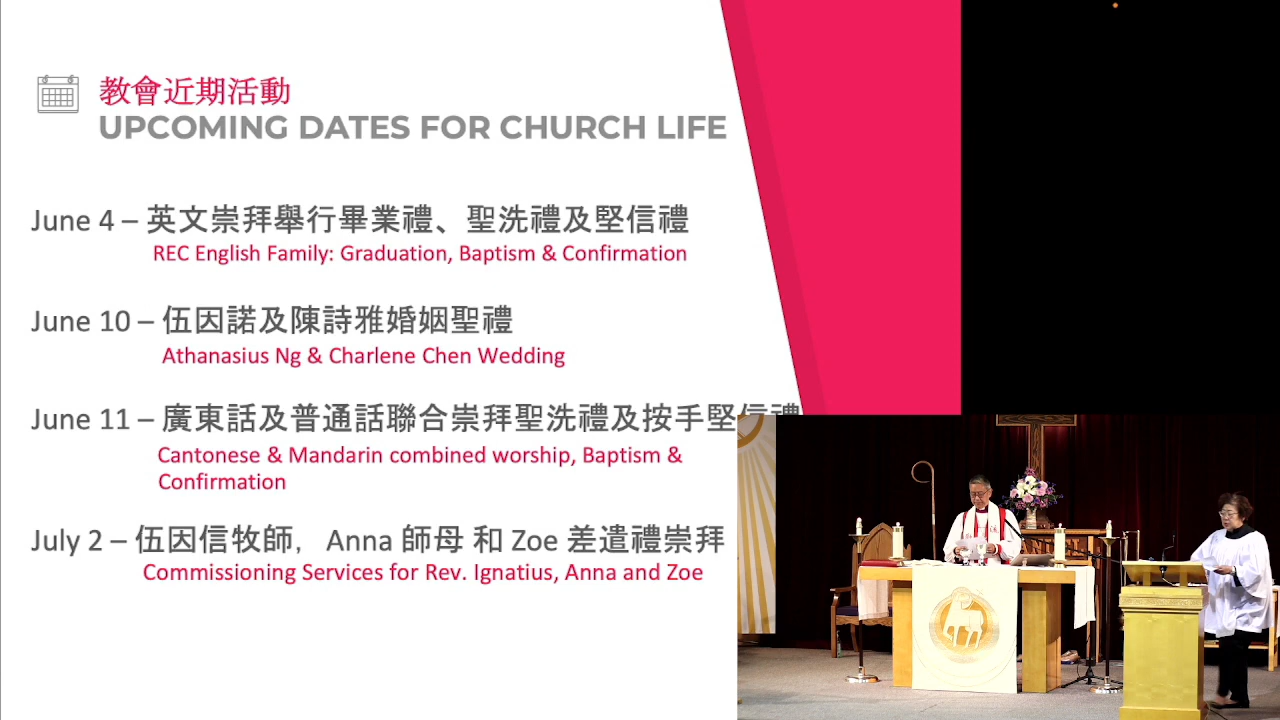 教會近期活動
UPCOMING DATES FOR CHURCH LIFE
June 4 – 英文崇拜舉行畢業禮、聖洗禮及堅信禮
REC English Family: Graduation, Baptism & Confirmation
June 10 – 伍因諾及陳詩雅婚姻聖禮
Athanasius Ng & Charlene Chen Wedding
June 11 – 廣東話及普通話聯合崇拜聖洗禮及按手堅信禮
Cantonese & Mandarin combined worship, Baptism &
Confirmation
July 2 – 伍因信牧師, Anna 師母 和 Zoe 差遣禮崇拜
Commissioning Services for Rev. Ignatius, Anna and Zoe